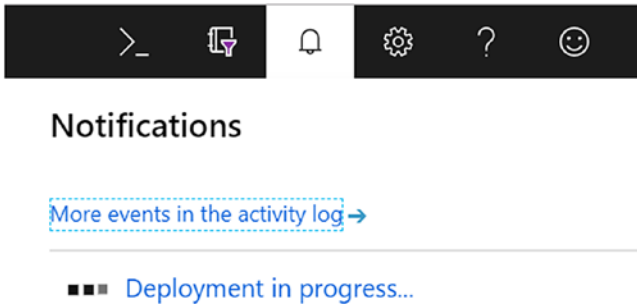 Notifications
More events in the activity log →
Deployment in progress...